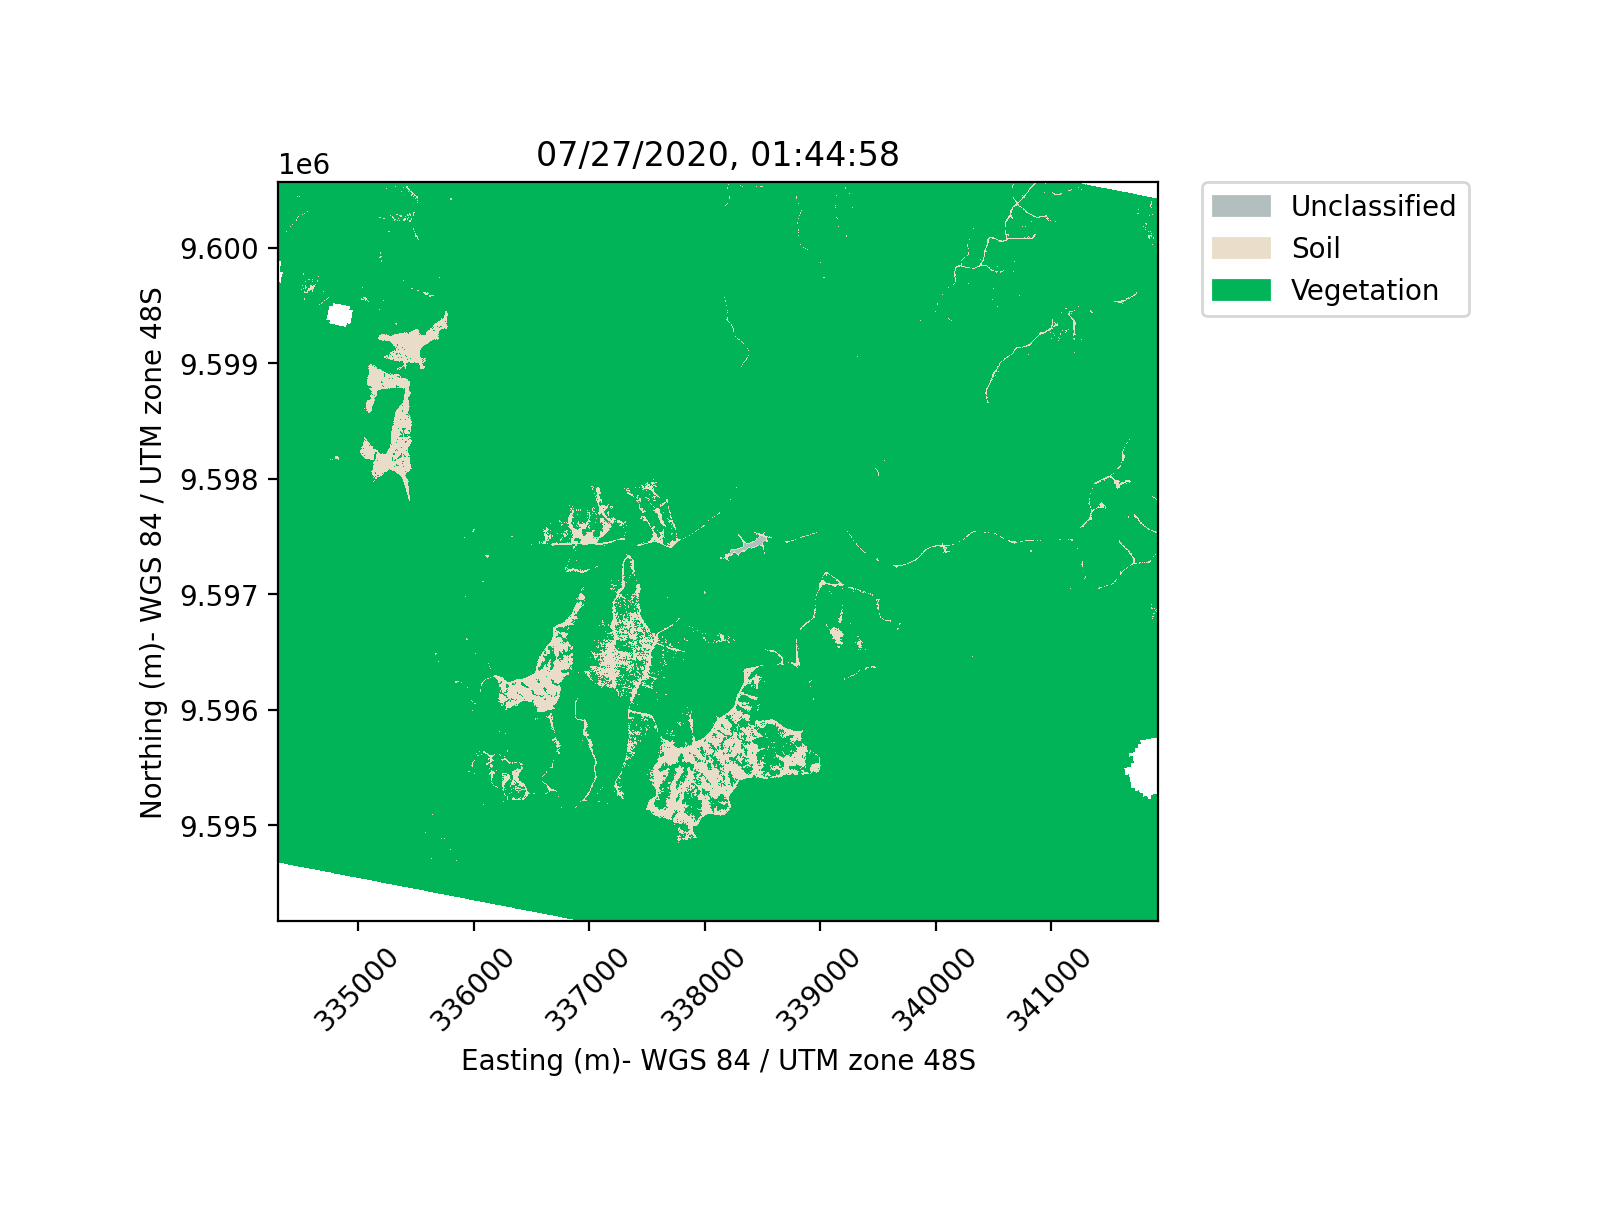 07/27/2020, 01:44:58
1e6
Unclassified
Soil
Vegetation
9.600
9.599
9.598
9.597
9.596
9.595
Northing (m)- WGS 84 / UTM zone 48S
335000
336000
337000
338000
339000
340000
341000
Easting (m)- WGS 84 / UTM zone 48S